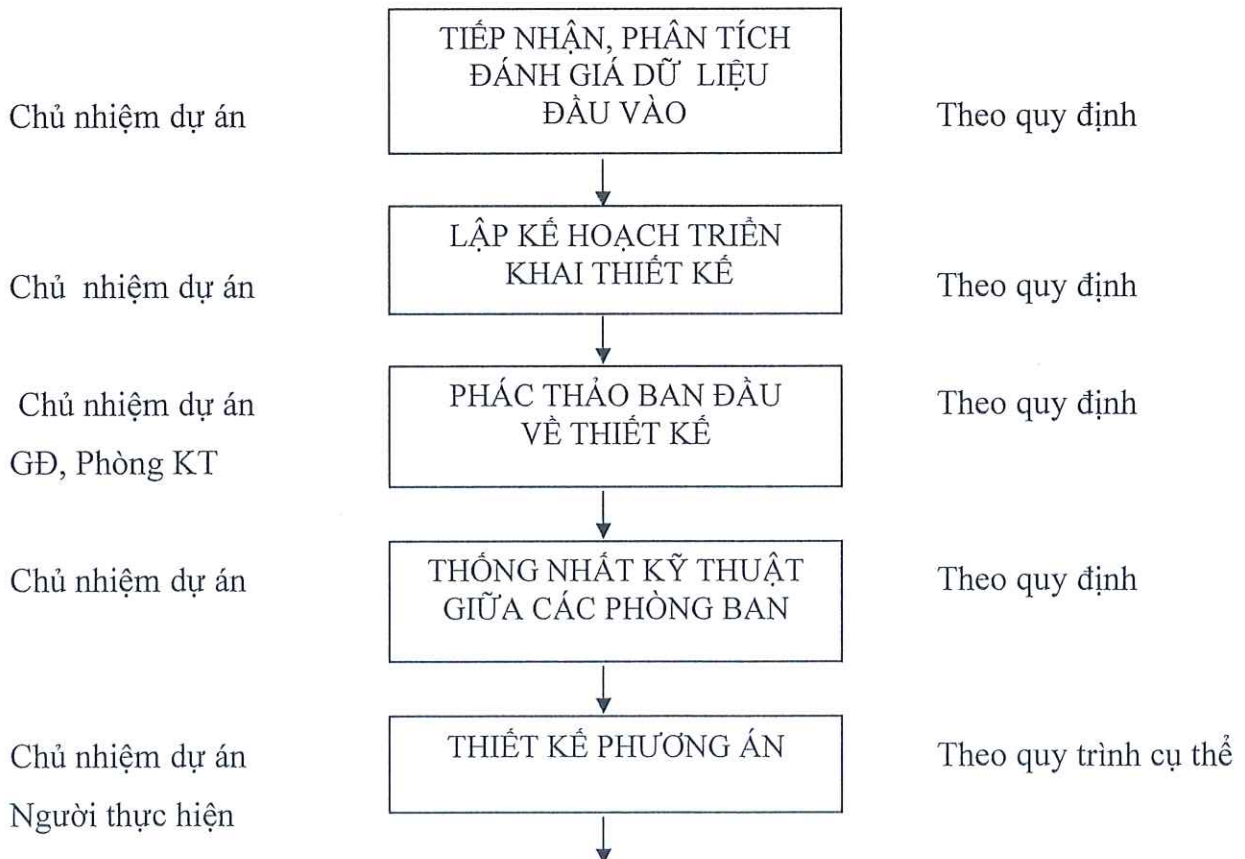 TIẾP NHẬN, PHÂN TÍCH
ĐÁNH GIÁ DỮ LIỆU
ĐẦU VÀO
Chủ nhiệm dự án
Theo quy định
LẬP KẾ HOẠCH TRIỂN
KHAI THIẾT KẾ
Chủ nhiệm dự án
Theo quy định
PHÁC THẢO BAN ĐẦU
VỀ THIẾT KẾ
Chủ nhiệm dự án
GĐ, Phòng KT
Theo quy định
THỐNG NHẤT KỸ THUẬT
GIỮA CÁC PHÒNG BAN
Chủ nhiệm dự án
Theo quy định
THIẾT KẾ PHƯƠNG ÁN
Chủ nhiệm dự án
Người thực hiện
Theo quy trình cụ thể